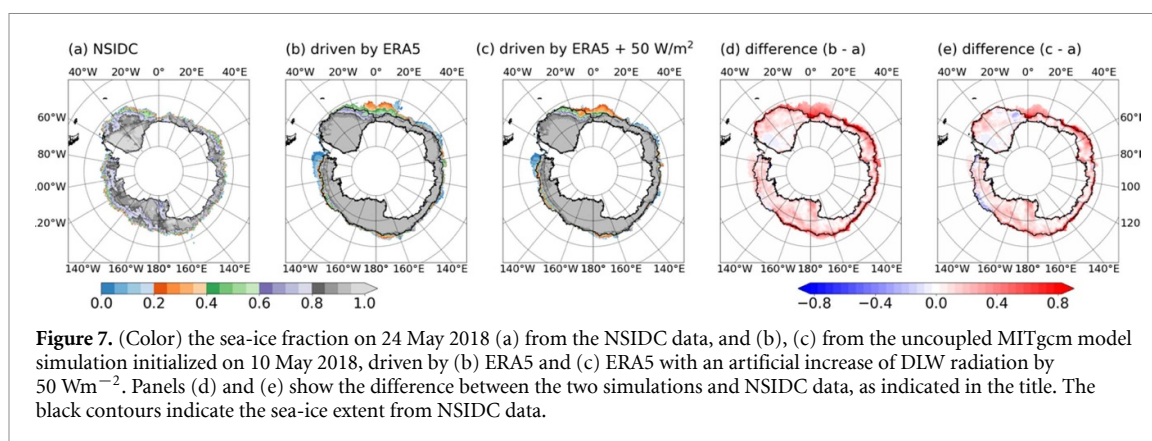 (a) NSIDC (b) driven by ERA5 (c) driven by ERA5 + 50 W/m² (d) difference (b - a) (e) difference (c - a)
40°W 20°W 0° 20°E 40°E 40°W 20°W 0° 20°E 40°E 40°W 20°W 0° 20°E 40°E 40°W 20°W 0° 20°E 40°E 40°W 20°W 0° 20°E 40°E
60°W 60°I
80°W 80°I
.00°W 100
.20°W 120
140°W 160°W 180° 160°E 140°E 140°W 160°W 180° 160°E 140°E 140°W 160°W 180° 160°E 140°E 140°W 160°W 180° 160°E 140°E 140°W 160°W 180° 160°E 140°E
0.0 0.2 0.4 0.6 0.8 1.0 −0.8 −0.4 0.0 0.4 0.8
Figure 7. (Color) the sea-ice fraction on 24 May 2018 (a) from the NSIDC data, and (b), (c) from the uncoupled MITgcm model
simulation initialized on 10 May 2018, driven by (b) ERA5 and (c) ERA5 with an artificial increase of DLW radiation by
50 Wm−2. Panels (d) and (e) show the difference between the two simulations and NSIDC data, as indicated in the title. The
black contours indicate the sea-ice extent from NSIDC data.